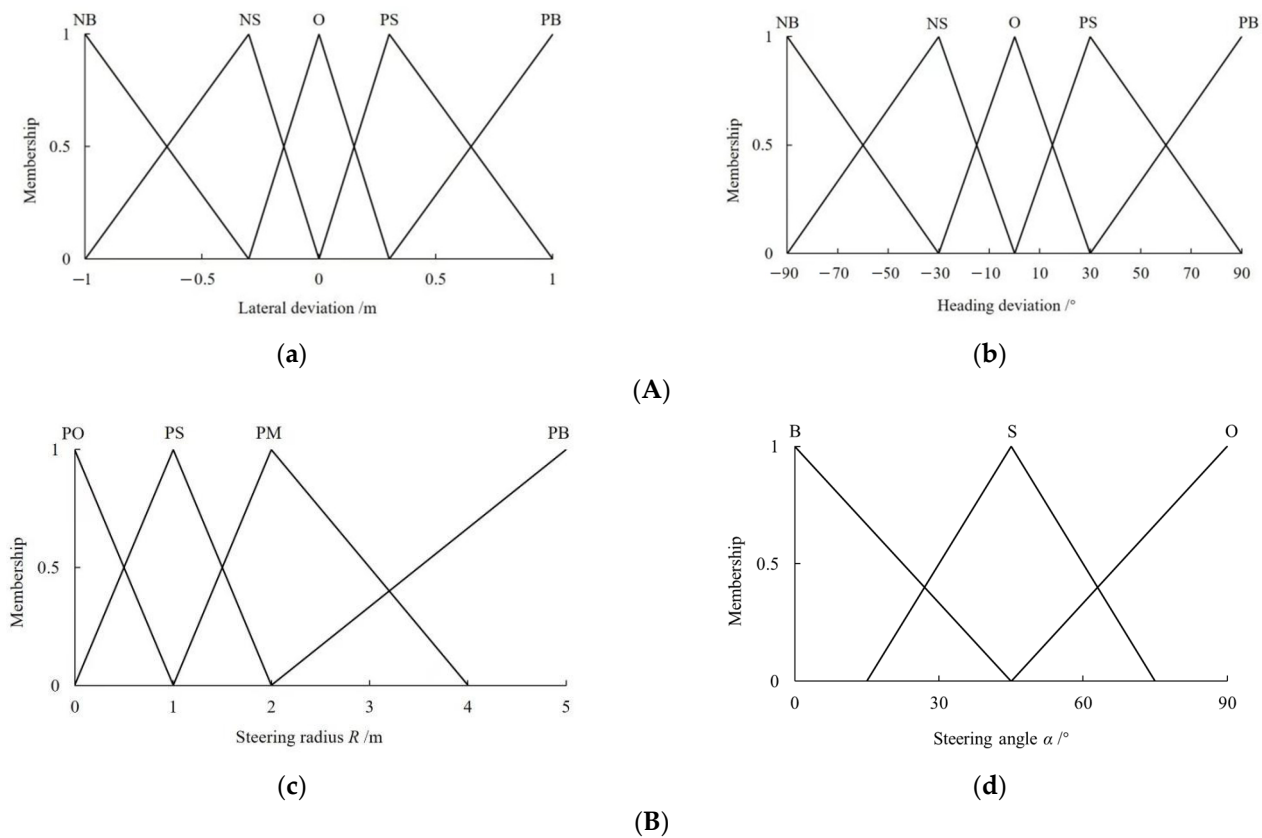 NB NS O PS PB
1
0.5
0
Membership
−1 −0.5 0 0.5 1
Lateral deviation /m
(a)
NB NS O PS PB
1
0.5
0
Membership
−90 −70 −50 −30 −10 10 30 50 70 90
Heading deviation /°
(b)
(A)
PO PS PM PB
1
0.5
0
Membership
0 1 2 3 4 5
Steering radius R /m
(c)
B S O
1
0.5
0
Membership
0 30 60 90
Steering angle α /°
(d)
(B)